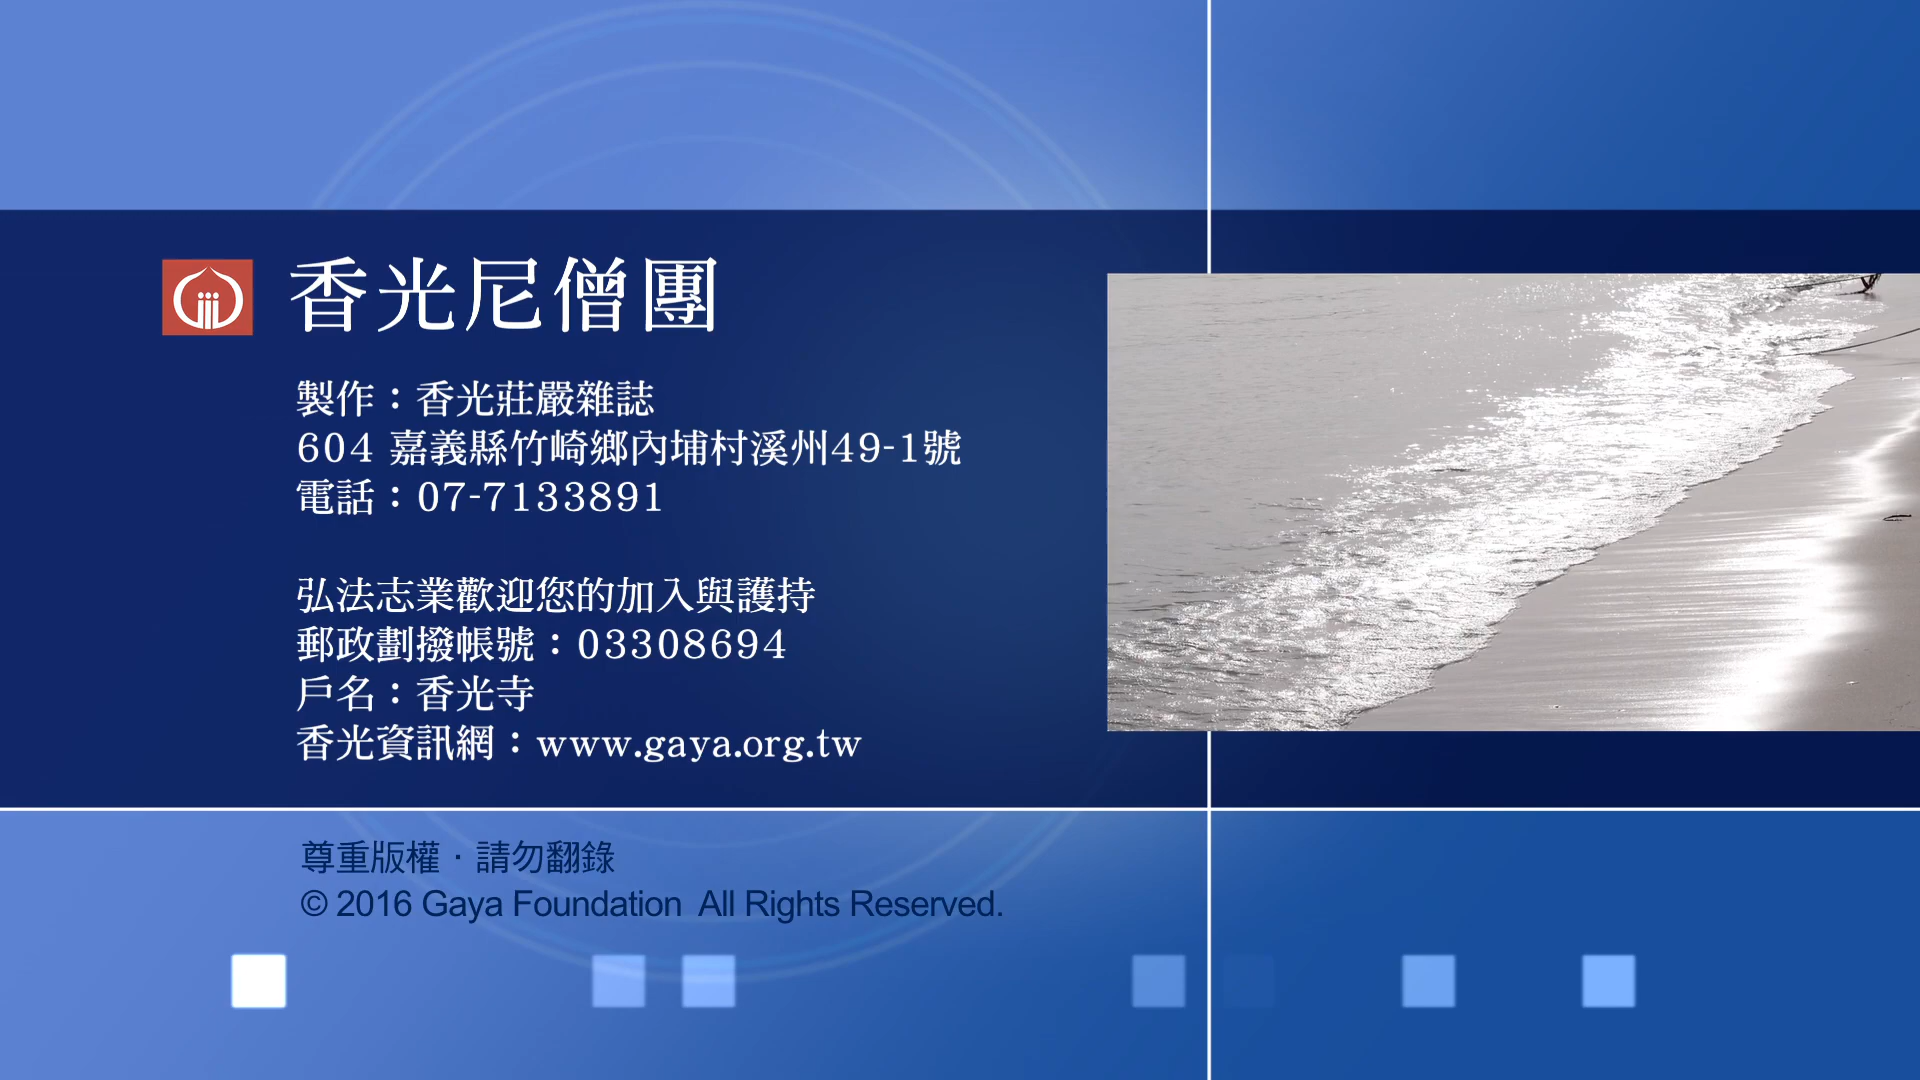 香光尼僧團
製作：香光莊嚴雜誌
604 嘉義縣竹崎鄉內埔村溪州49-1號
電話：07-7133891
弘法志業歡迎您的加入與護持
郵政劃撥帳號：03308694
戶名：香光寺
香光資訊網：www.gaya.org.tw
尊重版權．請勿翻錄
© 2016 Gaya Foundation  All Rights Reserved.